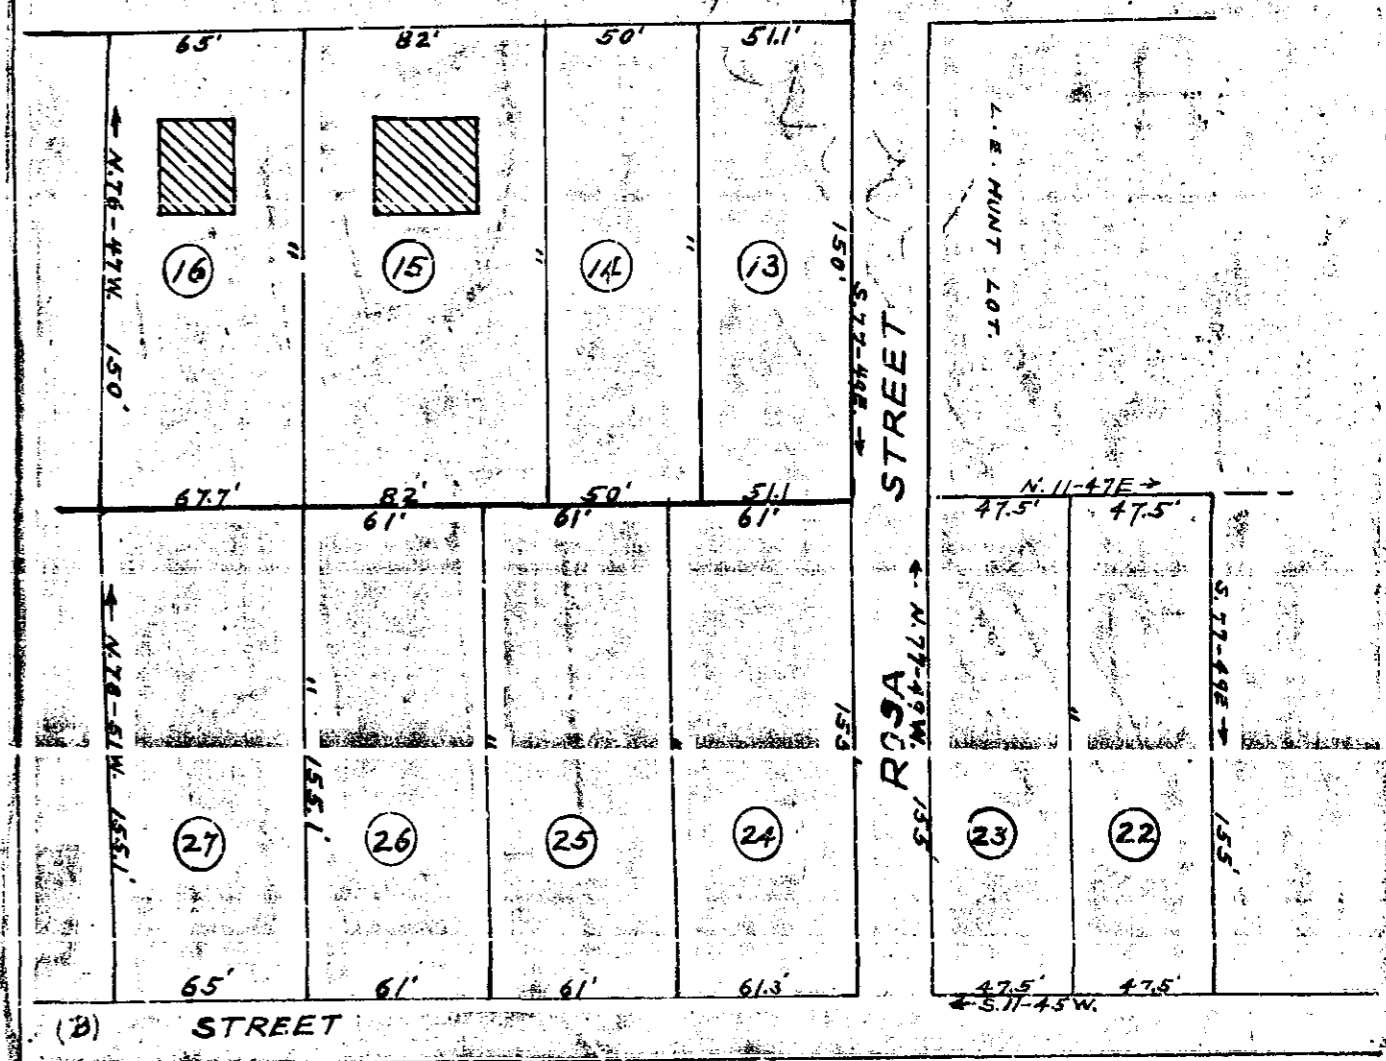 65' 82' 50' 51.1'
← N.76-47W. 150'
"
"
"
150'
S.77-49E. →
16 15 14 13
L.E. HUNT LOT.
67.7' 82' 50' 51.1
ROSA STREET
61' 61' 61'
N. 11-47E →
47.5' 47.5'
← N.78-51W. 155.1'
" 155.1'
"
"
← N.77-49W.
"
S.77-49E → 155'
27 26 25 24 23 22
65' 61' 61' 61.3' 47.5' 47.5'
← S.11-45W.
(B) STREET